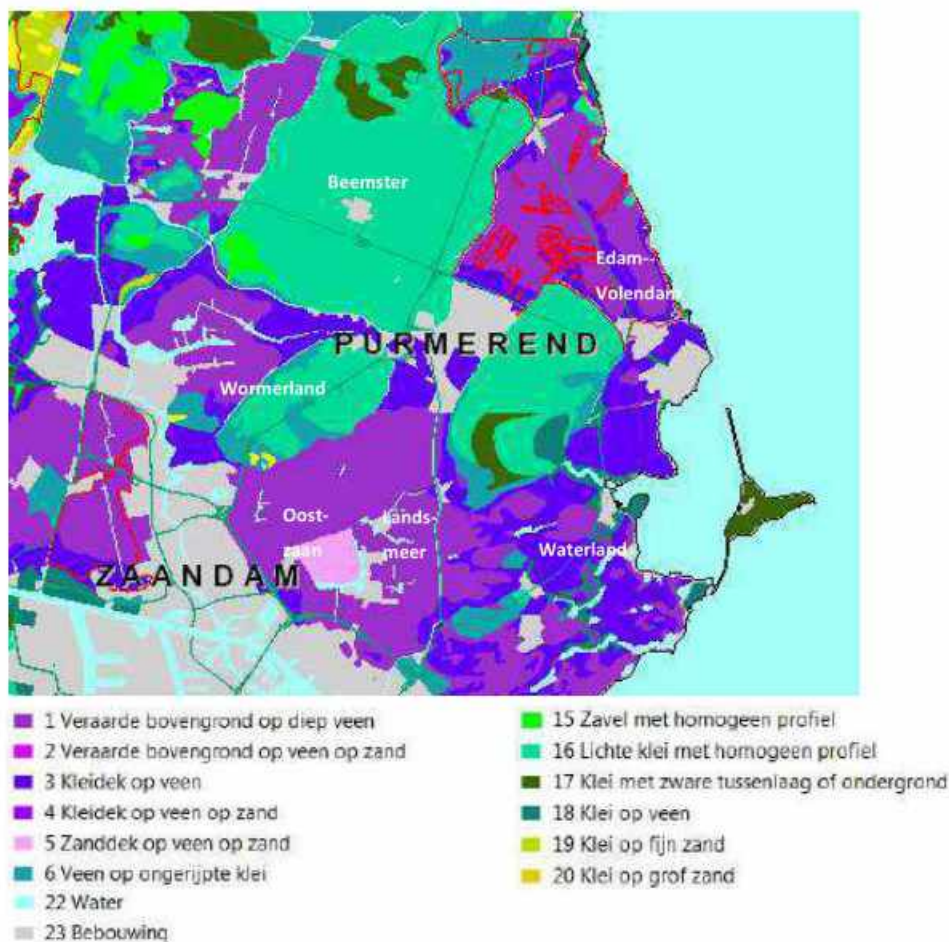 Beemster
Edam--
Volendam
PURMEREND
Wormerland
Oost-
zaan
Lands-
meer
Waterland
ZAANDAM
1 Veraarde bovengrond op diep veen
2 Veraarde bovengrond op veen op zand
3 Kleidek op veen
4 Kleidek op veen op zand
5 Zanddek op veen op zand
6 Veen op ongerijpte klei
22 Water
23 Bebouwing
15 Zavel met homogeen profiel
16 Lichte klei met homogeen profiel
17 Klei met zware tussenlaag of ondergrond
18 Klei op veen
19 Klei op fijn zand
20 Klei op grof zand